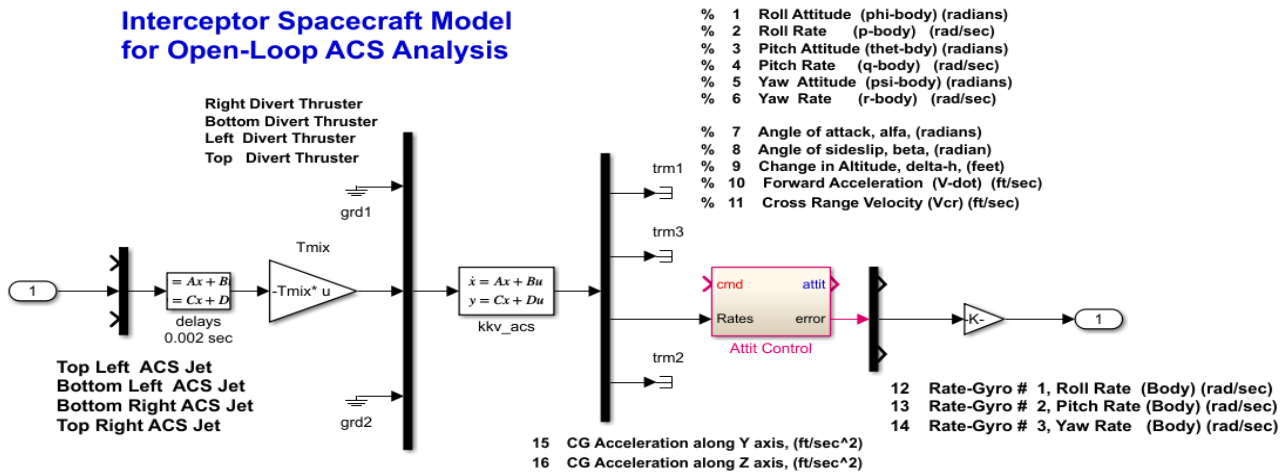 Interceptor Spacecraft Model
for Open-Loop ACS Analysis
% 1 Roll Attitude (phi-body) (radians)
% 2 Roll Rate (p-body) (rad/sec)
% 3 Pitch Attitude (thet-bdy) (radians)
% 4 Pitch Rate (q-body) (rad/sec)
% 5 Yaw Attitude (psi-body) (radians)
% 6 Yaw Rate (r-body) (rad/sec)
% 7 Angle of attack, alfa, (radians)
% 8 Angle of sideslip, beta, (radian)
% 9 Change in Altitude, delta-h, (feet)
% 10 Forward Acceleration (V-dot) (ft/sec)
% 11 Cross Range Velocity (Vcr) (ft/sec)
Right Divert Thruster
Bottom Divert Thruster
Left Divert Thruster
Top Divert Thruster
grd1
trm1
trm3
Tmix
1
= Ax + B
= Cx + D
delays
0.002 sec
-Tmix* u
ẋ = Ax + Bu
y = Cx + Du
kkv_acs
cmd
attit
Rates
error
Attit Control
-K-
1
trm2
grd2
Top Left ACS Jet
Bottom Left ACS Jet
Bottom Right ACS Jet
Top Right ACS Jet
12 Rate-Gyro # 1, Roll Rate (Body) (rad/sec)
13 Rate-Gyro # 2, Pitch Rate (Body) (rad/sec)
14 Rate-Gyro # 3, Yaw Rate (Body) (rad/sec)
15 CG Acceleration along Y axis, (ft/sec^2)
16 CG Acceleration along Z axis, (ft/sec^2)